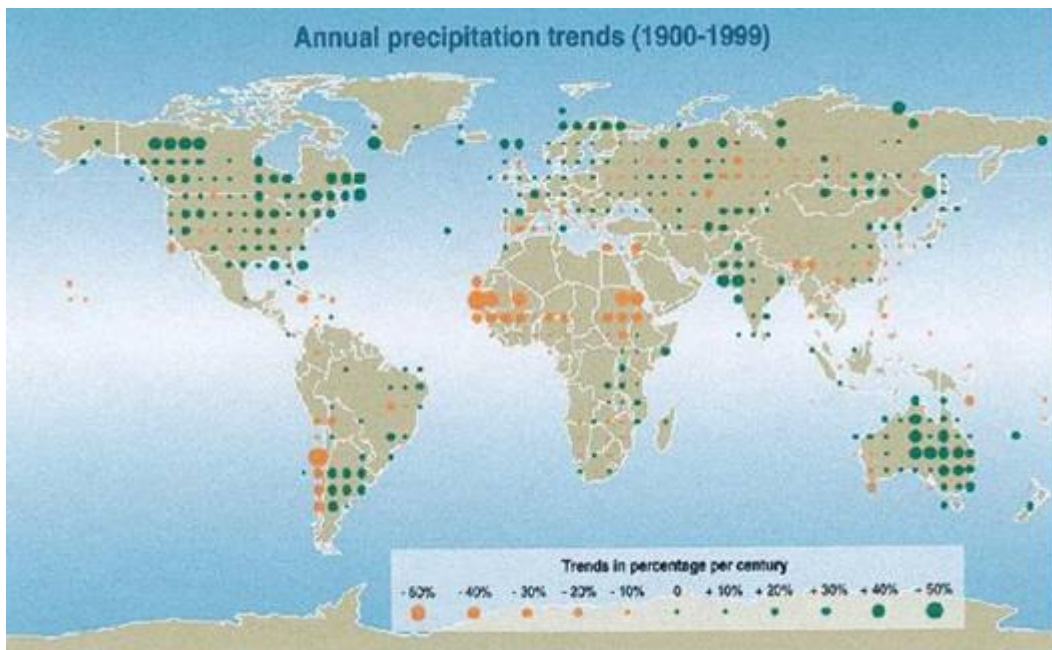 Annual precipitation trends (1900-1999)
Trends in percentage per century
- 50% - 40% - 30% - 20% - 10% 0 + 10% + 20% + 30% + 40% + 50%